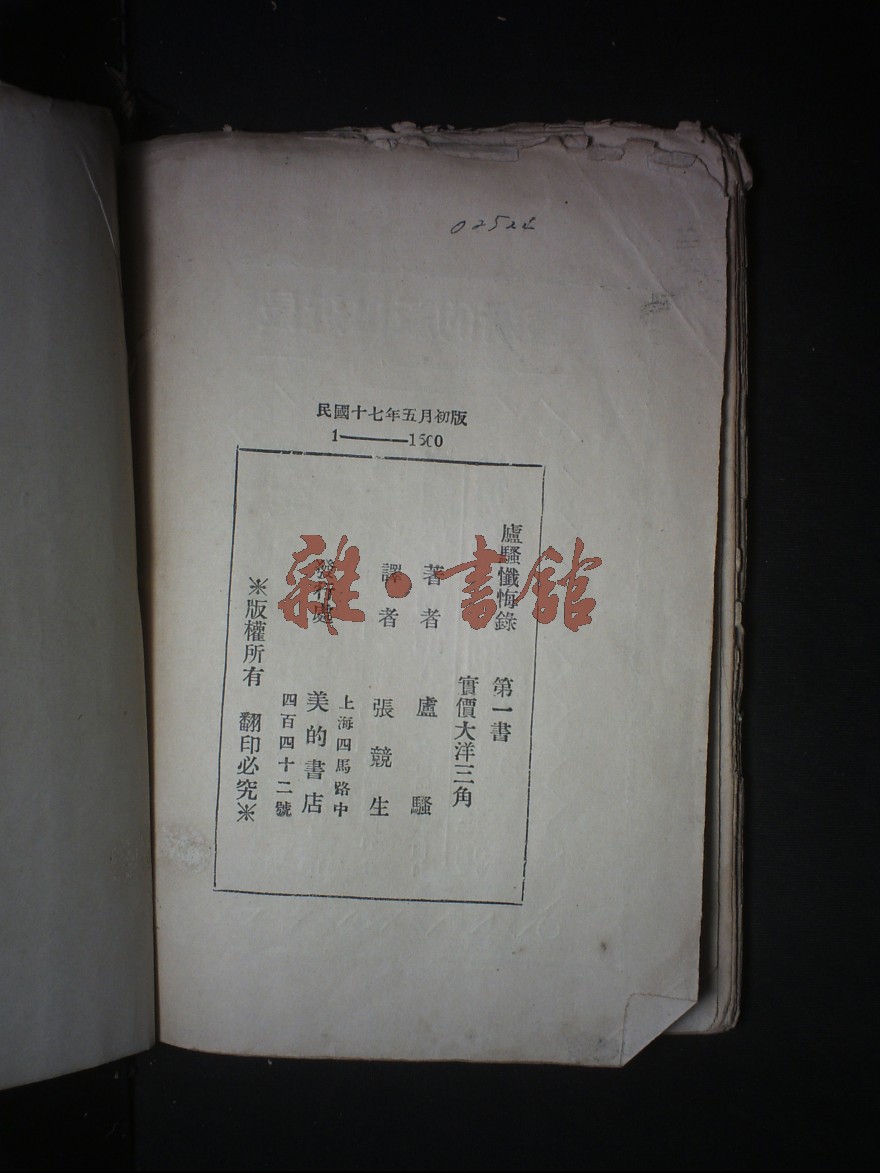 02522
民國十七年五月初版
1———1500
廬騷懺悔錄 第一書
實價大洋三角
著者 盧騷
譯者 張競生
發行處 美的書店
上海四馬路中
四百四十二號
※版權所有 翻印必究※
雜·書館